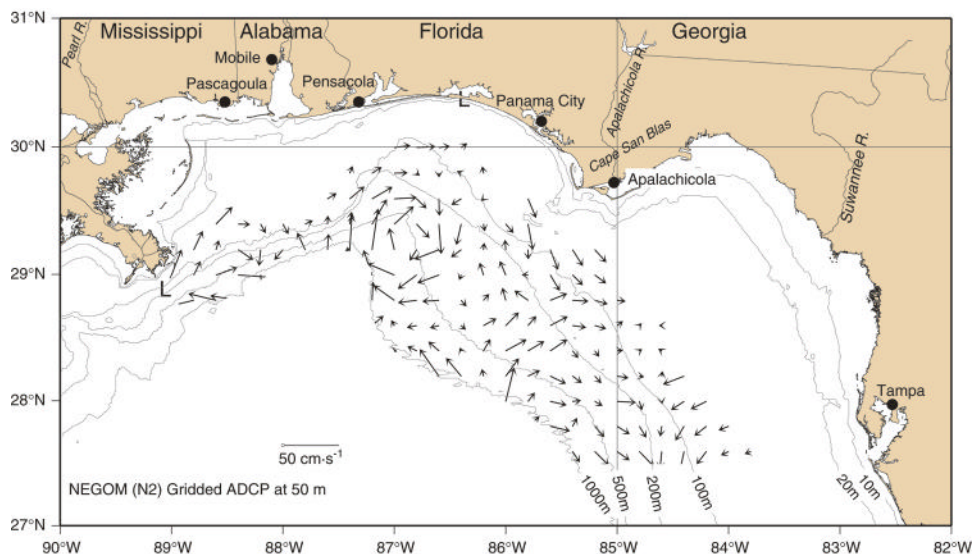 31°N
Mississippi Alabama Florida Georgia
Pearl R.
Mobile
Pascagoula Pensacola
L
Panama City
Apalachicola R.
30°N
Cape San Blas
Apalachicola
Suwannee R.
29°N
L
28°N
Tampa
50 cm·s-1
NEGOM (N2) Gridded ADCP at 50 m
1000m 500m 200m 100m 20m 10m
27°N
90°W 89°W 88°W 87°W 86°W 85°W 84°W 83°W 82°W